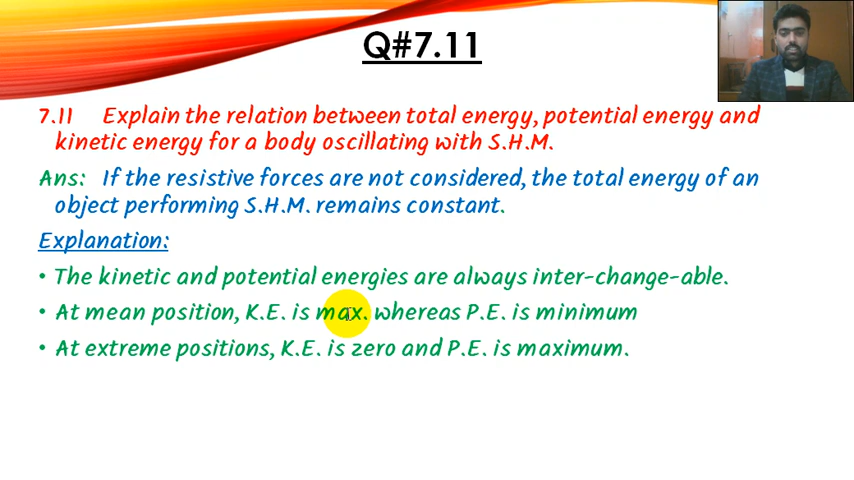 Q#7.11
7.11 Explain the relation between total energy, potential energy and
kinetic energy for a body oscillating with S.H.M.
Ans: If the resistive forces are not considered, the total energy of an
object performing S.H.M. remains constant.
Explanation:
• The kinetic and potential energies are always inter-change-able.
• At mean position, K.E. is max. whereas P.E. is minimum
• At extreme positions, K.E. is zero and P.E. is maximum.